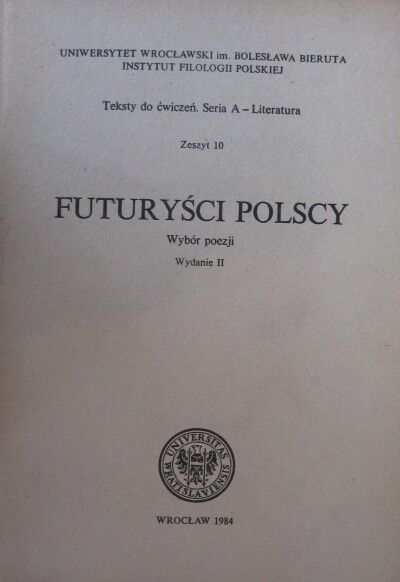 UNIWERSYTET WROCŁAWSKI im. BOLESŁAWA BIERUTA
INSTYTUT FILOLOGII POLSKIEJ
Teksty do ćwiczeń. Seria A – Literatura
Zeszyt 10
FUTURYŚCI POLSCY
Wybór poezji
Wydanie II
UNIVERSITAS
WRATISLAVIENSIS
WROCŁAW 1984